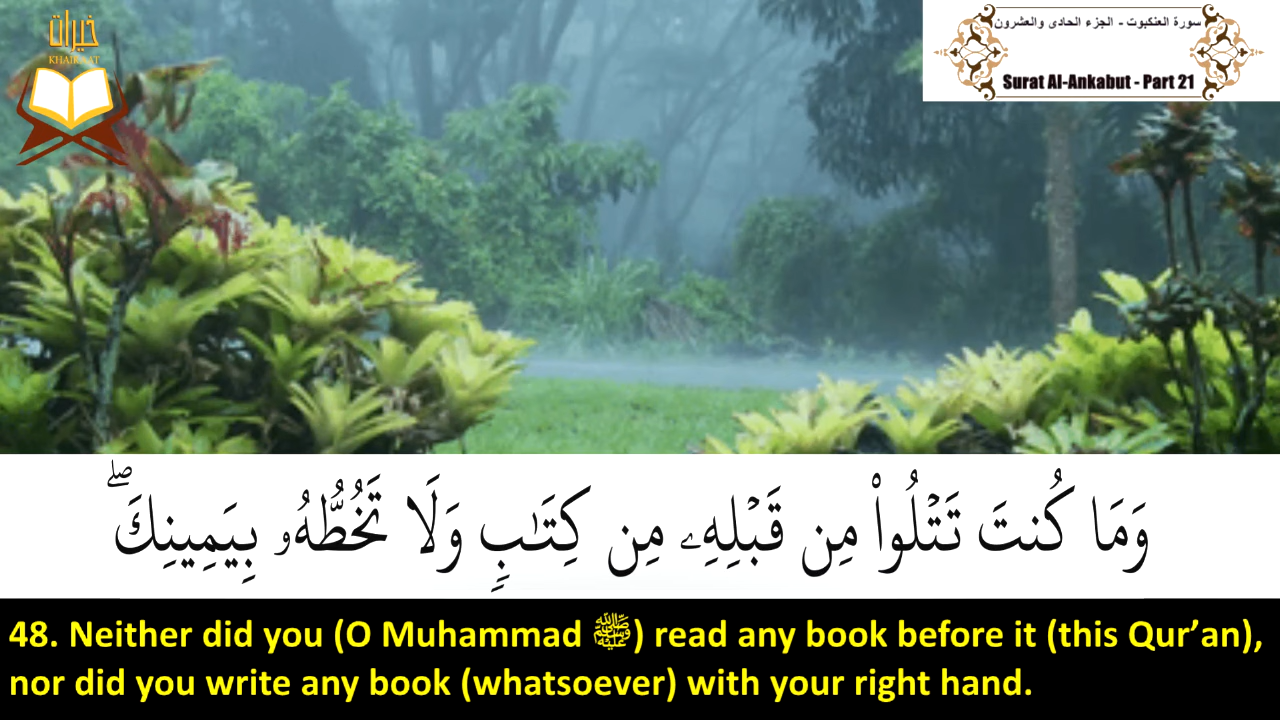 خيرات
KHAIRAAT
سورة العنكبوت - الجزء الحادى والعشرون
Surat Al-Ankabut - Part 21
وَمَا كُنتَ تَتْلُوا۟ مِن قَبْلِهِۦ مِن كِتَـٰبٍ وَلَا تَخُطُّهُۥ بِيَمِينِكَ ۖ
48. Neither did you (O Muhammad ﷺ) read any book before it (this Qur’an),
nor did you write any book (whatsoever) with your right hand.